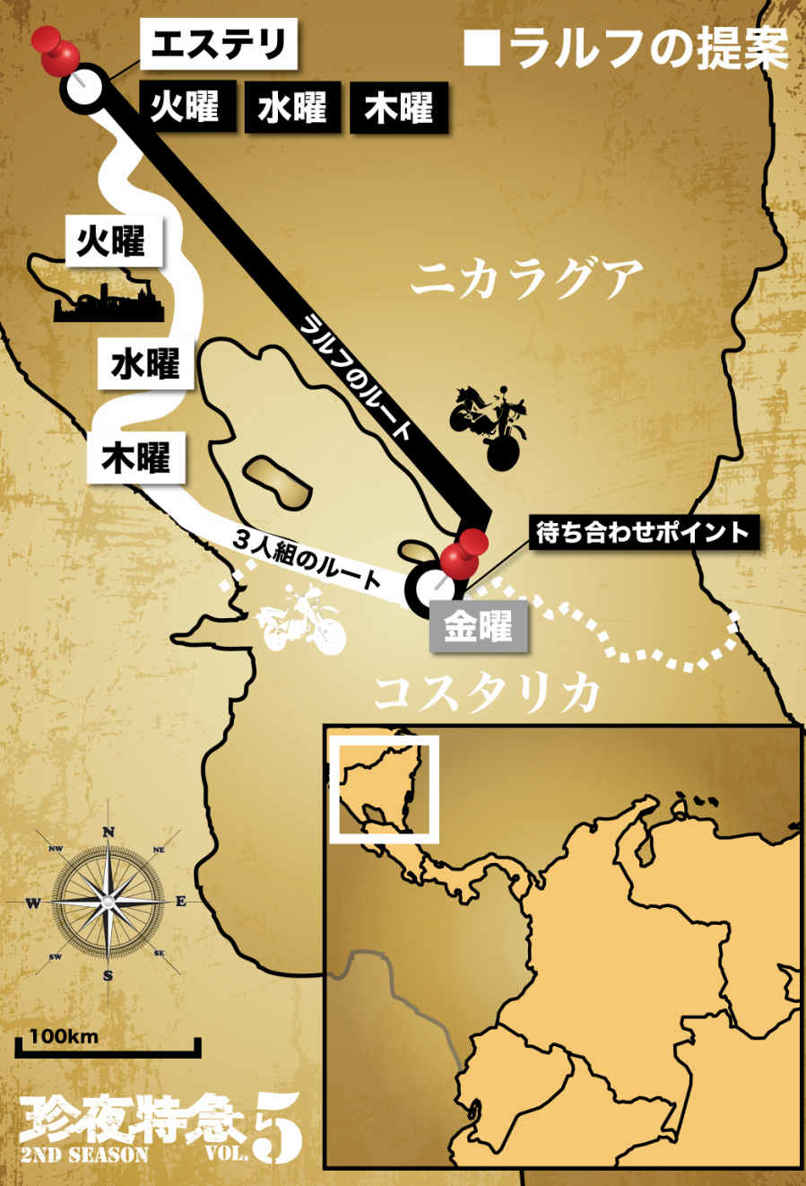 ■ラルフの提案
エステリ
火曜 水曜 木曜
火曜
ニカラグア
ラルフのルート
水曜
木曜
待ち合わせポイント
3人組のルート
金曜
コスタリカ
N
NW NE
W E
SW SE
S
100km
珍夜特急5
2ND SEASON VOL.